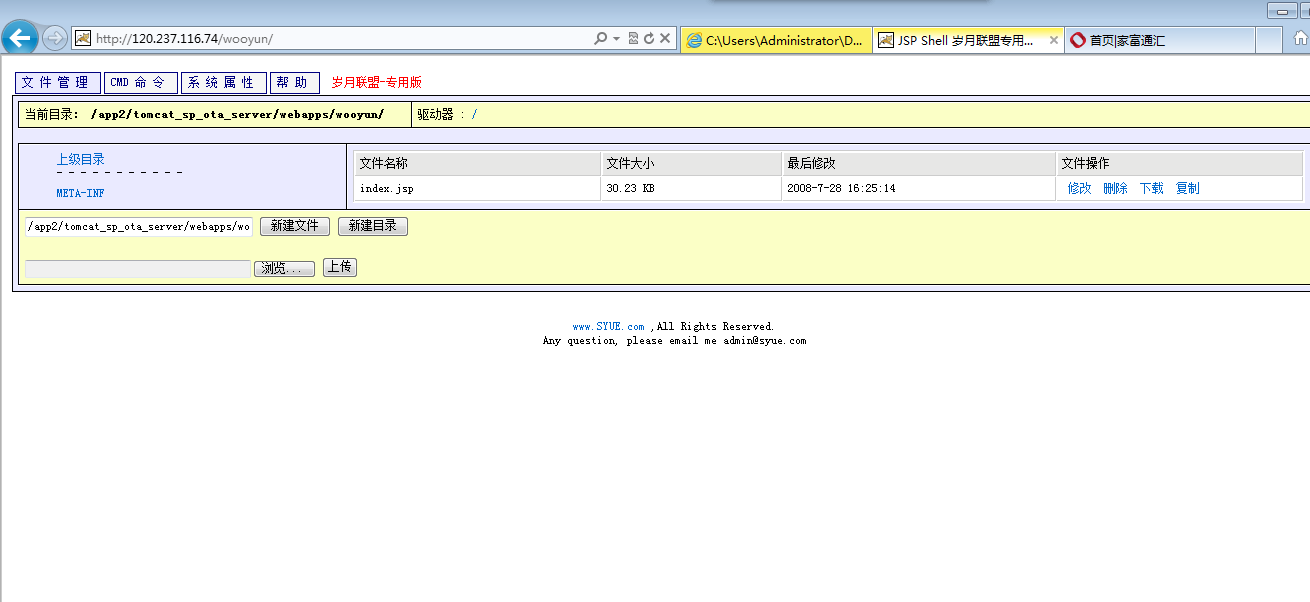 http://120.237.116.74/wooyun/
C:\Users\Administrator\D...
JSP Shell 岁月联盟专用...
首页|家富通汇
文 件 管 理
CMD 命 令
系 统 属 性
帮 助
岁月联盟-专用版
当前目录: /app2/tomcat_sp_ota_server/webapps/wooyun/
驱动器 : /
上级目录
- - - - - - - - - - -
META-INF
文件名称 文件大小 最后修改 文件操作
index.jsp 30.23 KB 2008-7-28 16:25:14 修改 删除 下载 复制
/app2/tomcat_sp_ota_server/webapps/wo 新建文件 新建目录
浏览... 上传
www.SYUE.com ,All Rights Reserved.
Any question, please email me admin@syue.com